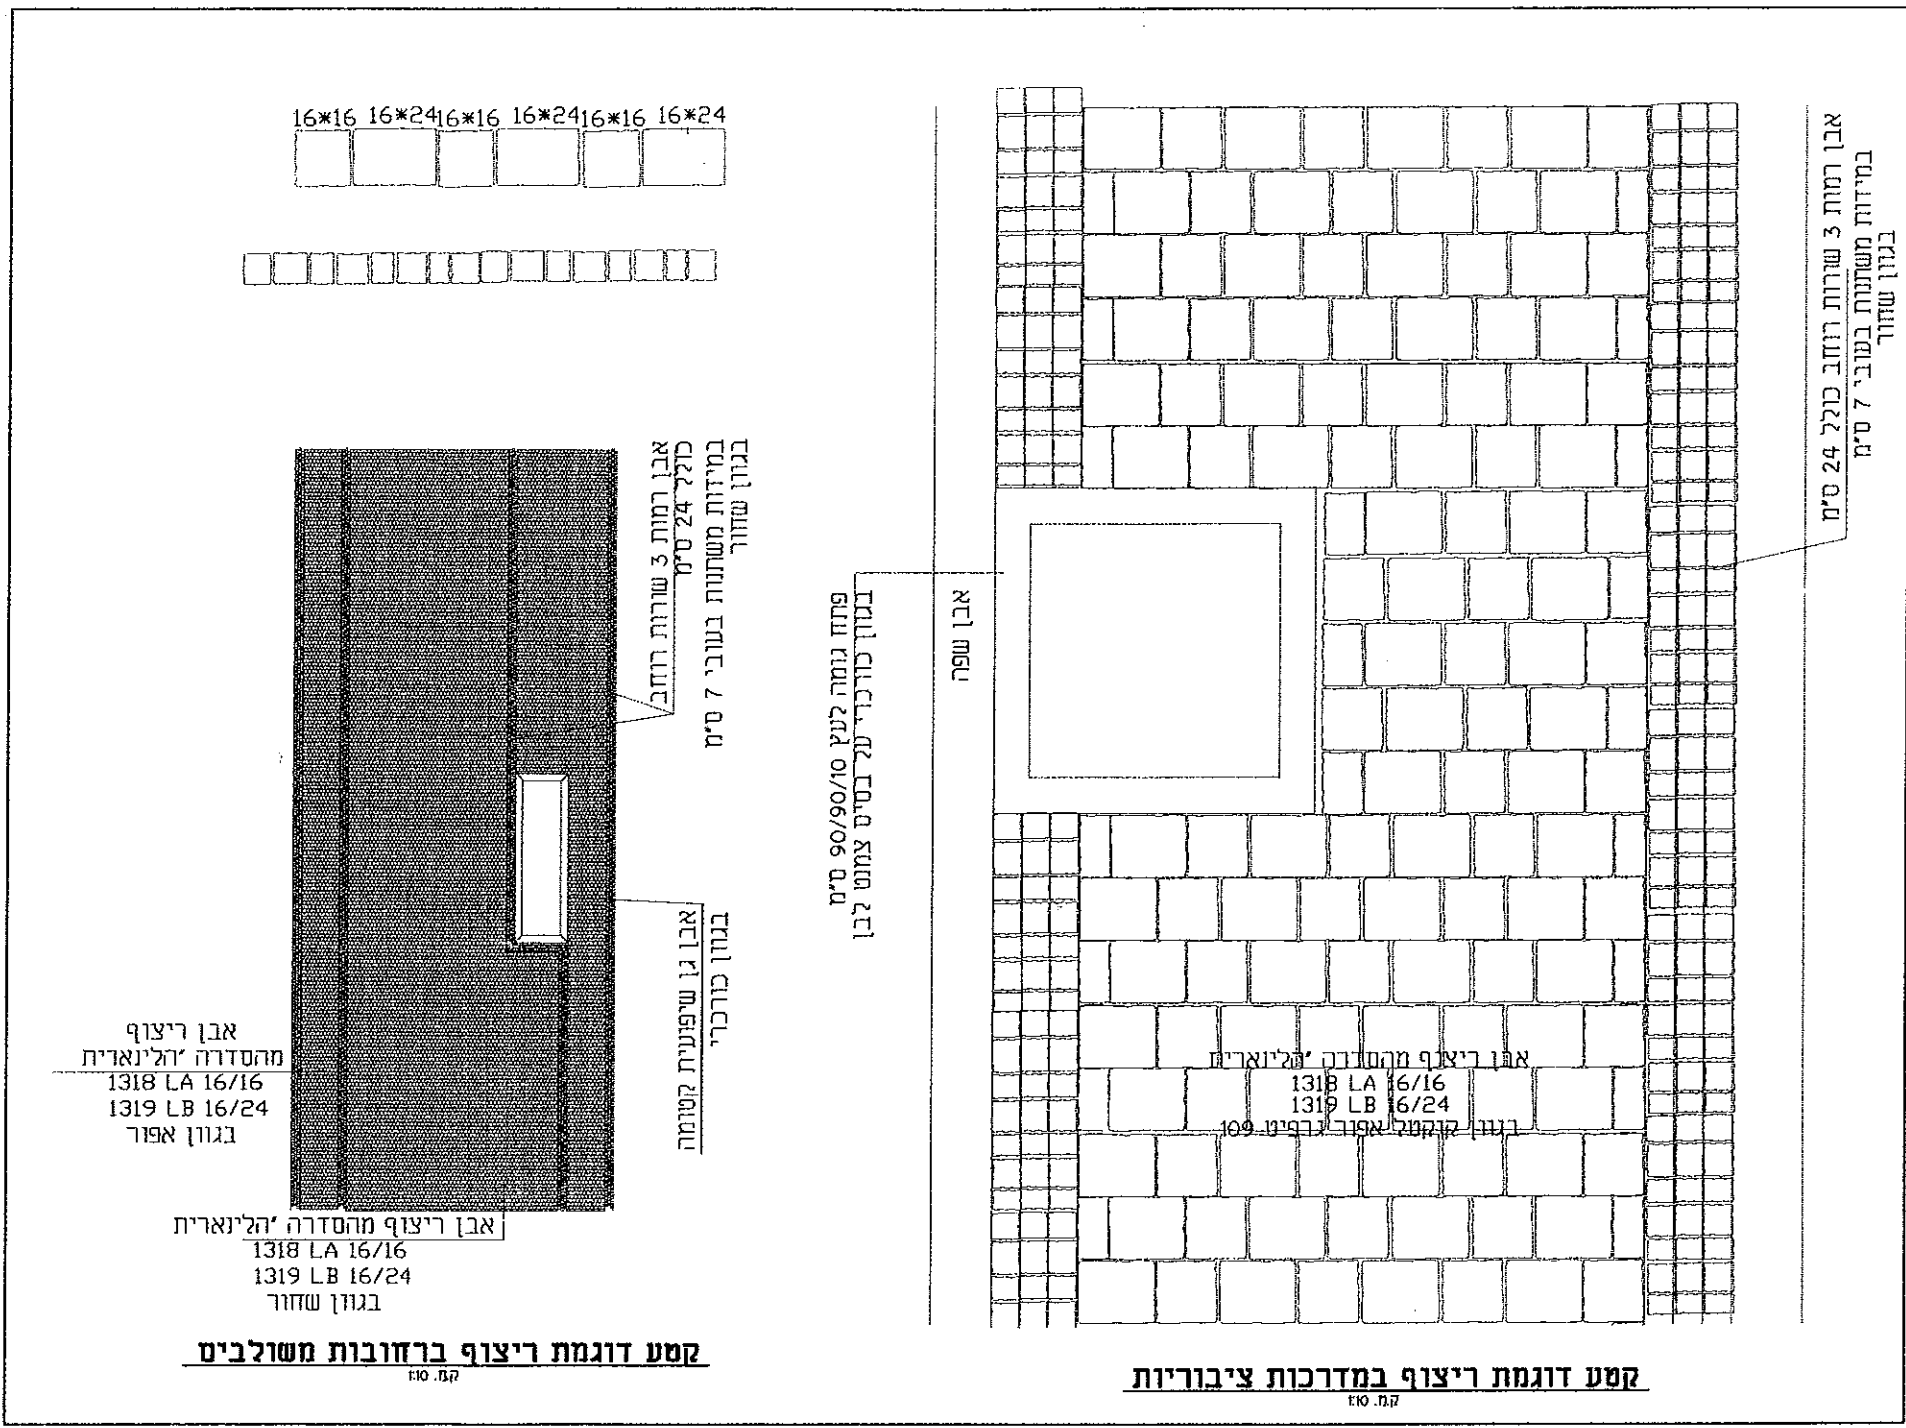 16*16 16*24 16*16 16*24 16*16 16*24
אבן רמות 3 שורות רוחב
כולל 24 ס"מ
במידות משתנות בעובי 7 ס"מ
בגוון שחור
אבן גן שיפועית קטומה
בגוון כורכרי
אבן ריצוף
מהסדרה 'הלינארית
1318 LA 16/16
1319 LB 16/24
בגוון אפור
אבן ריצוף מהסדרה 'הלינארית
1318 LA 16/16
1319 LB 16/24
בגוון שחור
קטע דוגמת ריצוף ברחובות משולבים
ק.מ. 1:10
אבן רמות 3 שורות רוחב כולל 24 ס"מ
במידות משתנות בעובי 7 ס"מ
בגוון שחור
פתח גומה לעץ 90/90/10 ס"מ
בגוון כורכרי על בסיס צמנט לבן
אבן שפה
אבן ריצוף מהסדרה 'הלינארית
1318 LA 16/16
1319 LB 16/24
בגוון קוקטל אפור גרפיט 109
קטע דוגמת ריצוף במדרכות ציבוריות
ק.מ. 1:10